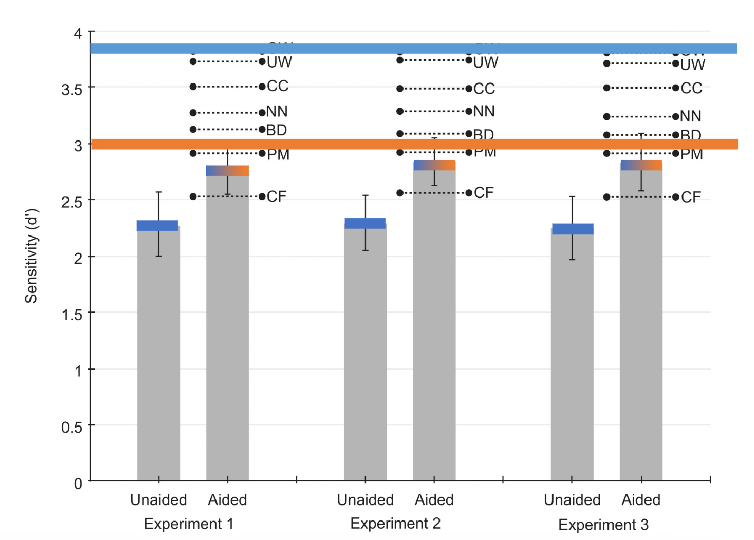 4
UW
UW
UW
3.5
CC
CC
CC
NN
NN
NN
BD
BD
BD
3
PM
PM
PM
2.5
CF
CF
CF
2
1.5
1
0.5
0
Sensitivity (d')
Unaided Aided Unaided Aided Unaided Aided
Experiment 1 Experiment 2 Experiment 3